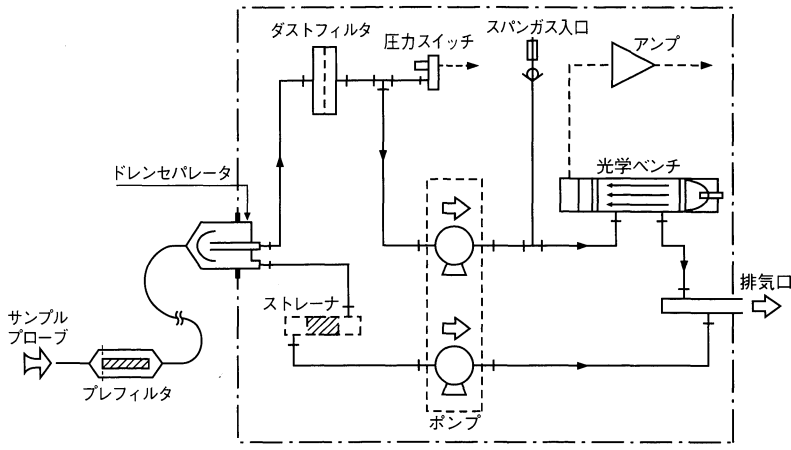 ダストフィルタ
圧力スイッチ
スパンガス入口
アンプ
光学ベンチ
ドレンセパレータ
排気口
ストレーナ
サンプル
プローブ
プレフィルタ
ポンプ